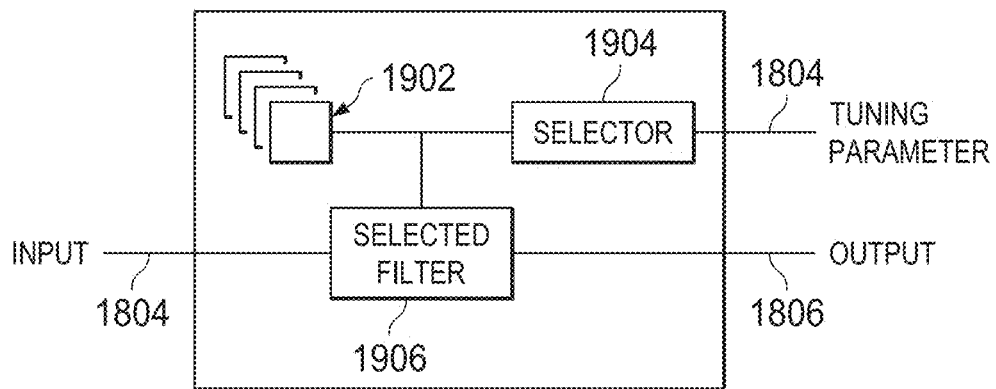 1904
1902
1804
SELECTOR
TUNING
PARAMETER
SELECTED
FILTER
INPUT
OUTPUT
1804
1806
1906